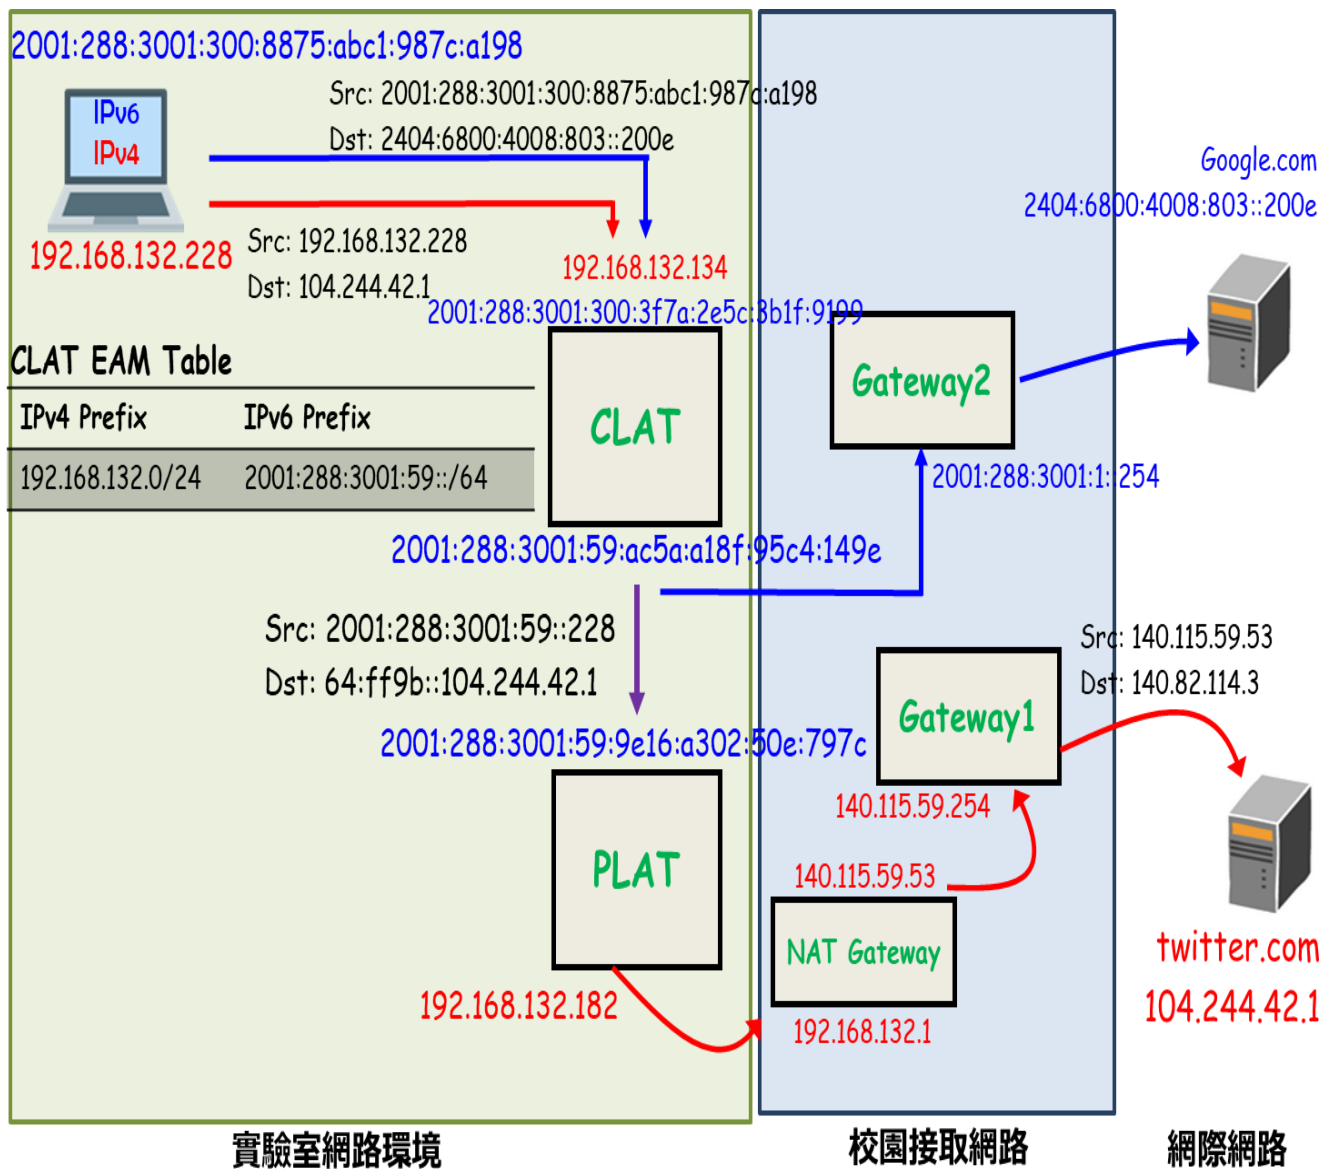 2001:288:3001:300:8875:abc1:987c:a198
IPv6
IPv4
192.168.132.228
Src: 2001:288:3001:300:8875:abc1:987c:a198
Dst: 2404:6800:4008:803::200e
Src: 192.168.132.228
Dst: 104.244.42.1
192.168.132.134
2001:288:3001:300:3f7a:2e5c:3b1f:9199
CLAT EAM Table
IPv4 Prefix IPv6 Prefix
192.168.132.0/24 2001:288:3001:59::/64
CLAT
2001:288:3001:59:ac5a:a18f:95c4:149e
Src: 2001:288:3001:59::228
Dst: 64:ff9b::104.244.42.1
2001:288:3001:59:9e16:a302:50e:797c
PLAT
192.168.132.182
Gateway2
2001:288:3001:1::254
Gateway1
140.115.59.254
140.115.59.53
NAT Gateway
192.168.132.1
Google.com
2404:6800:4008:803::200e
Src: 140.115.59.53
Dst: 140.82.114.3
twitter.com
104.244.42.1
實驗室網路環境
校園接取網路
網際網路